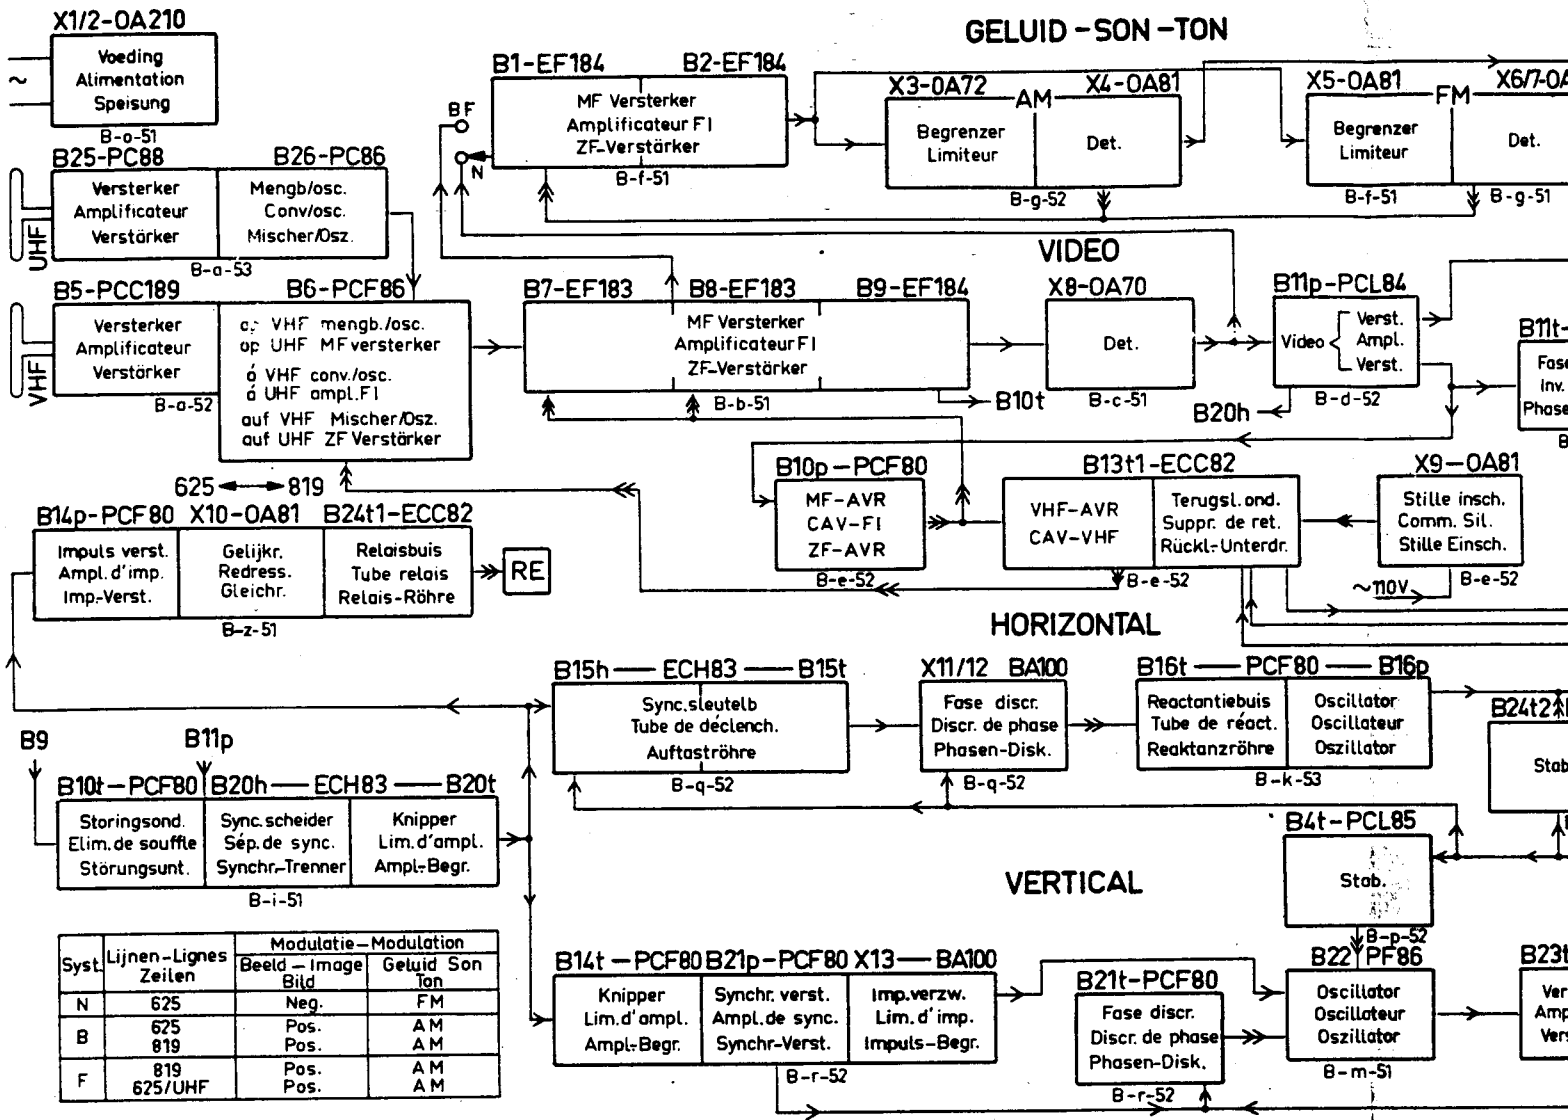 GELUID-SON-TON
X1/2-OA210
Voeding
Alimentation
Speisung
B-o-51
~
B1-EF184
B2-EF184
MF Versterker
Amplificateur FI
ZF-Verstärker
B-f-51
BF
N
X3-OA72
AM
X4-OA81
Begrenzer
Limiteur
Det.
B-g-52
X5-OA81
FM
X6/7-OA
Begrenzer
Limiteur
Det.
B-f-51
B-g-51
B25-PC88
B26-PC86
Versterker
Amplificateur
Verstärker
Mengb/osc.
Conv/osc.
Mischer/Osz.
UHF
B-a-53
VIDEO
B5-PCC189
B6-PCF86
Versterker
Amplificateur
Verstärker
VHF
B-a-52
op VHF mengb./osc.
op UHF MFversterker
á VHF conv./osc.
á UHF ampl.FI
auf VHF Mischer/Osz.
auf UHF ZF Verstärker
B7-EF183
B8-EF183
B9-EF184
MF Versterker
Amplificateur FI
ZF-Verstärker
B-b-51
B10t
X8-OA70
Det.
B-c-51
B11p-PCL84
Video
Verst.
Ampl.
Verst.
B20h
B-d-52
B11t-
Fase
Inv.
Phase
B10p-PCF80
MF-AVR
CAV-FI
ZF-AVR
B-e-52
B13t1-ECC82
VHF-AVR
CAV-VHF
Terugsl.ond.
Suppr. de ret.
Rückl.-Unterdr.
B-e-52
X9-OA81
Stille insch.
Comm. Sil.
Stille Einsch.
B-e-52
~110V
625 ↔ 819
B14p-PCF80
X10-OA81
B24t1-ECC82
Impuls verst.
Ampl.d'imp.
Imp.-Verst.
Gelijkr.
Redress.
Gleichr.
Relaisbuis
Tube relais
Relais-Röhre
RE
B-z-51
HORIZONTAL
B15h — ECH83 — B15t
Sync.sleutelb
Tube de déclench.
Auftaströhre
B-q-52
X11/12 BA100
Fase discr.
Discr. de phase
Phasen-Disk.
B-q-52
B16t — PCF80 — B16p
Reactantiebuis
Tube de réact.
Reaktanzröhre
Oscillator
Oscillateur
Oszillator
B-k-53
B24t2
Stab
B9
B11p
B10t-PCF80
B20h — ECH83 — B20t
Storingsond.
Elim.de souffle
Störungsunt.
Sync.scheider
Sép.de sync.
Synchr.-Trenner
Knipper
Lim.d'ampl.
Ampl.-Begr.
B-i-51
B4t-PCL85
Stab.
B-p-52
VERTICAL
Syst. Lijnen-Lignes Zeilen Modulatie-Modulation
Beeld-Image Bild Geluid Son Ton
N 625 Neg. FM
B 625 Pos. AM
819 Pos. AM
F 819 Pos. AM
625/UHF Pos. AM
B14t-PCF80
B21p-PCF80
X13 — BA100
Knipper
Lim.d'ampl.
Ampl-Begr.
Synchr. verst.
Ampl.de sync.
Synchr-Verst.
Imp.verzw.
Lim.d'imp.
Impuls-Begr.
B-r-52
B21t-PCF80
Fase discr.
Discr. de phase
Phasen-Disk.
B-r-52
B22 PF86
Oscillator
Oscillateur
Oszillator
B-m-51
B23t
Ver
Amp
Vers